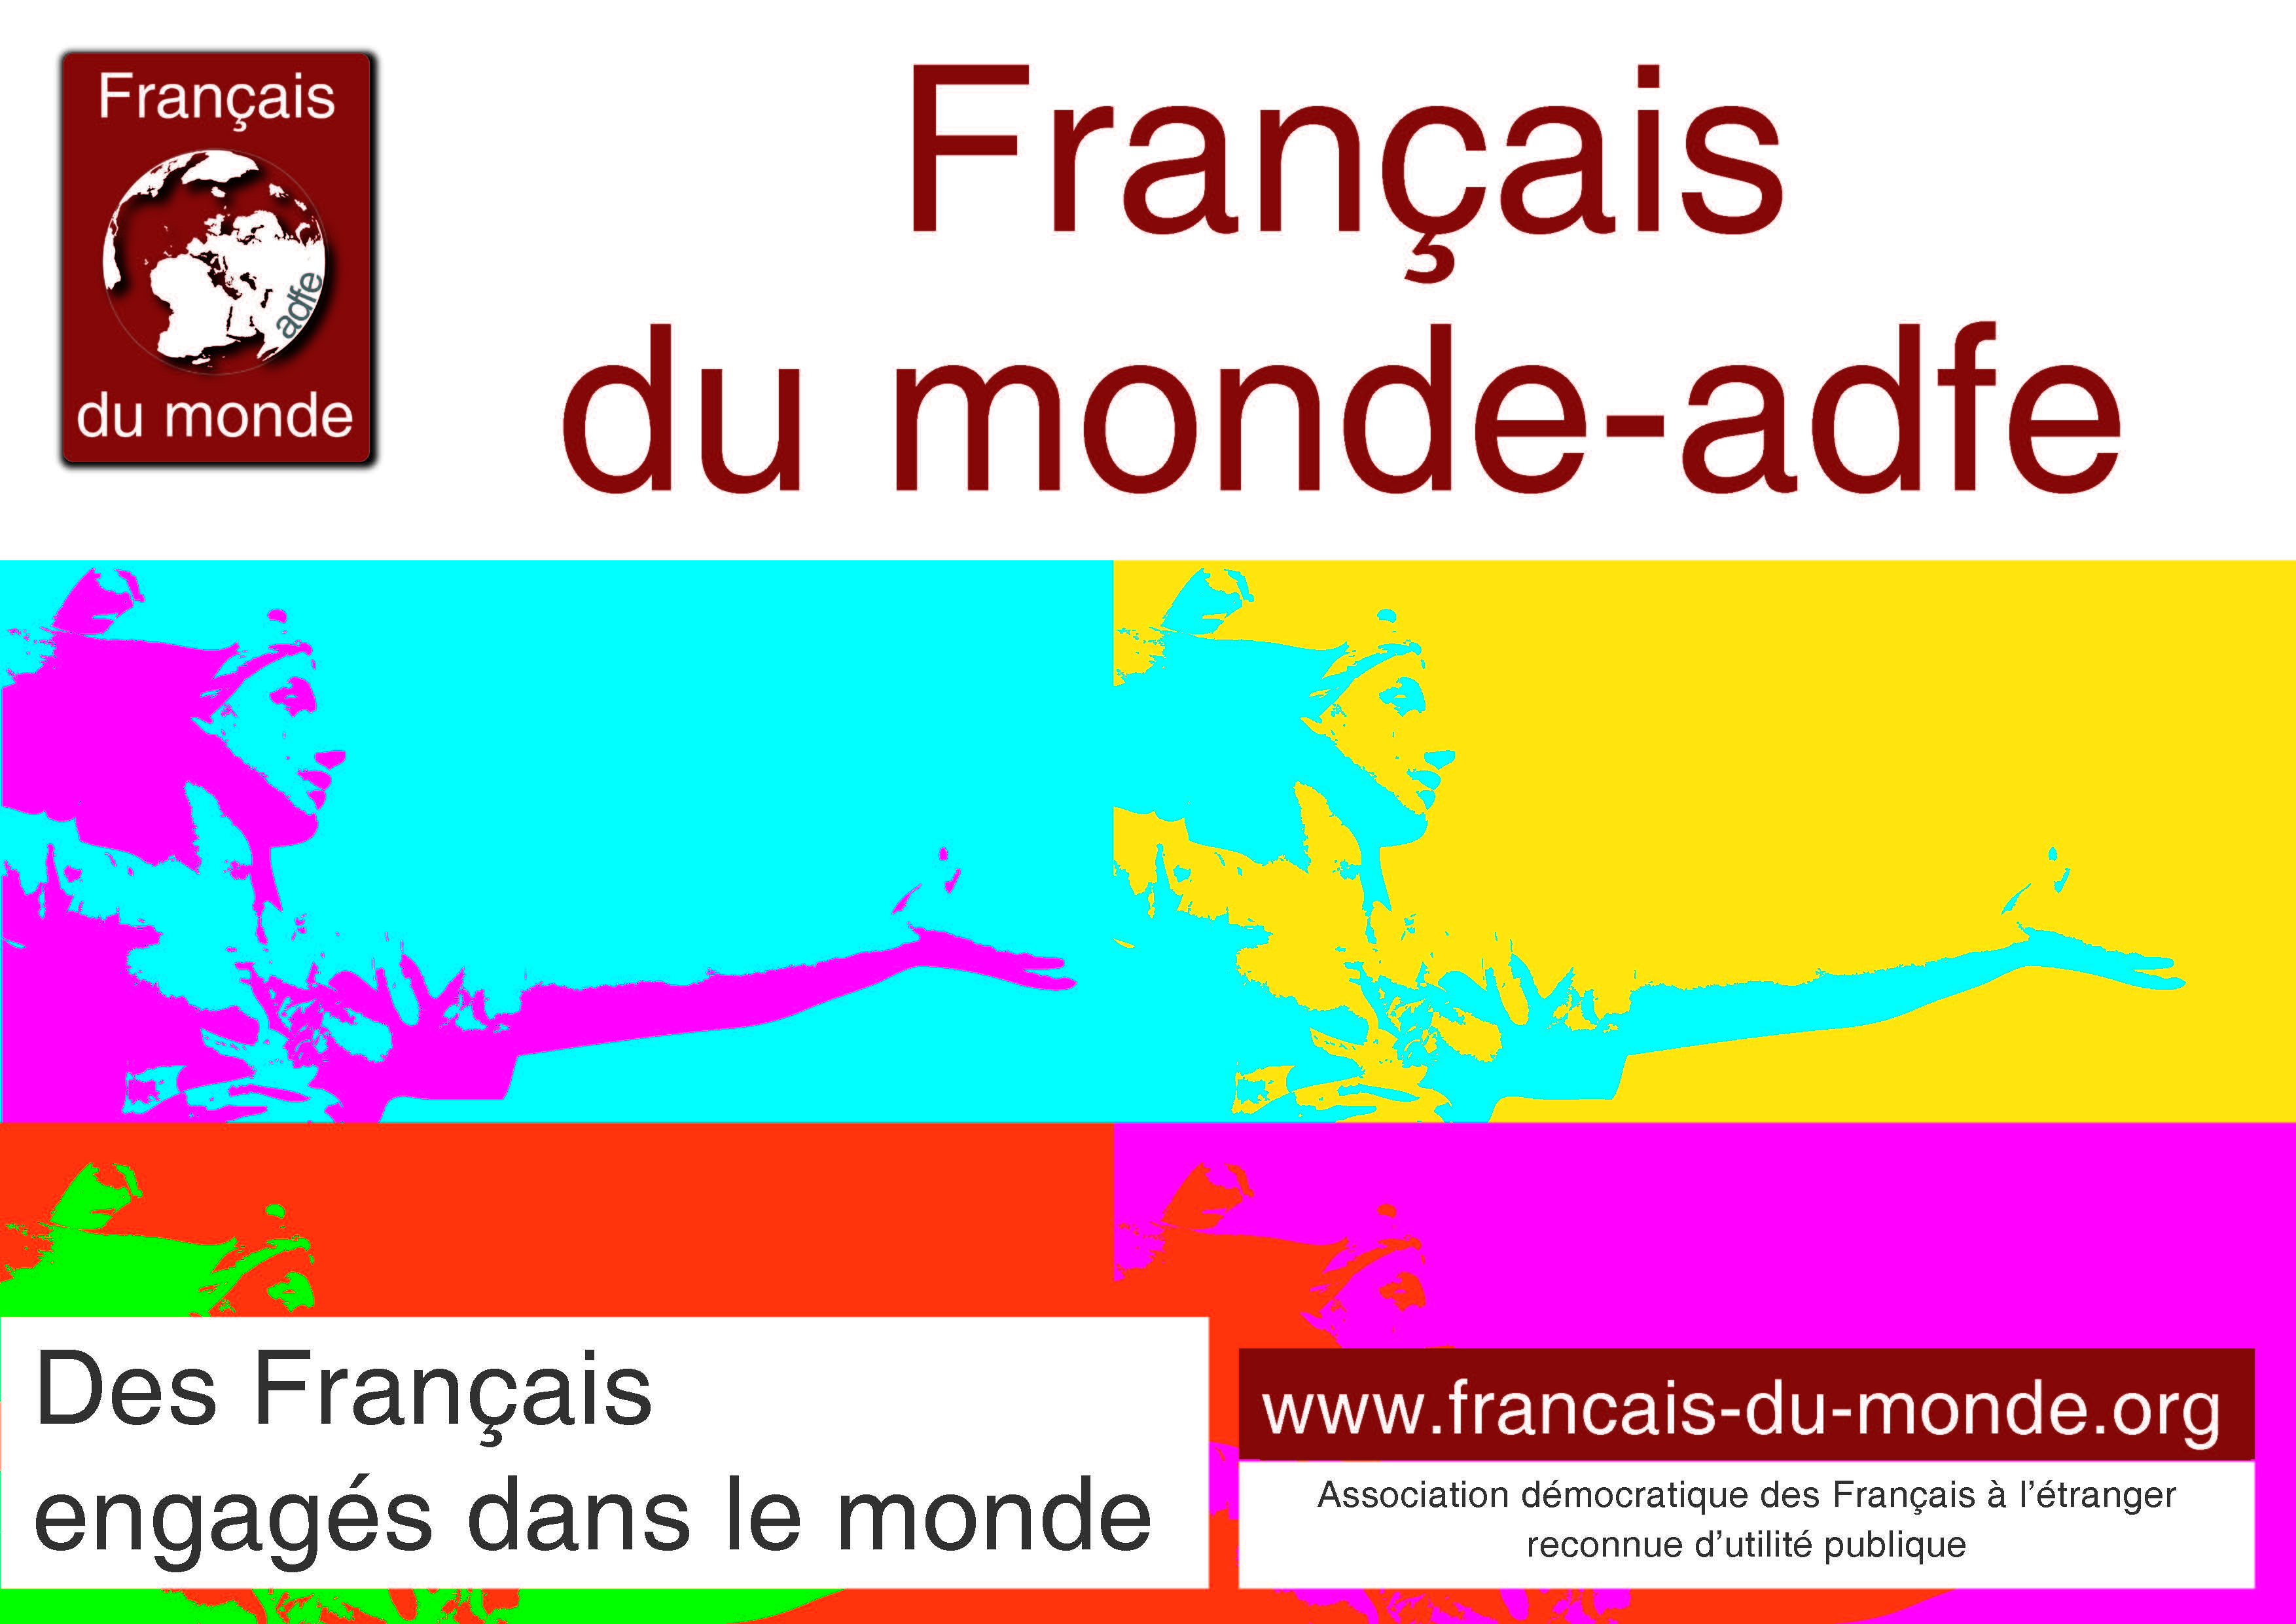 Français
adfe
du monde
Français
du monde-adfe
Des Français
engagés dans le monde
www.francais-du-monde.org
Association démocratique des Français à l’étranger
reconnue d’utilité publique